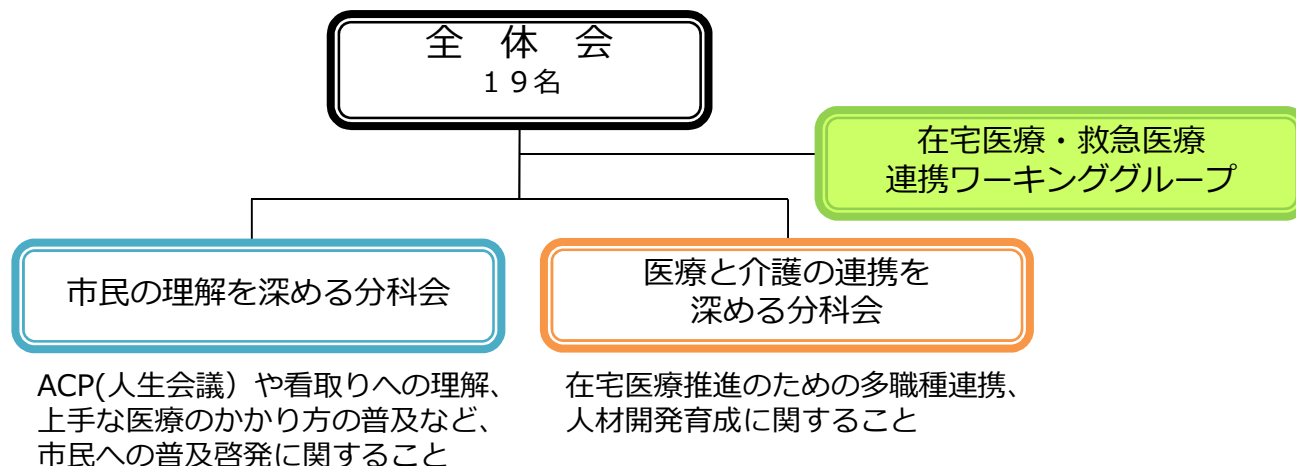 全　体　会
１９名
在宅医療・救急医療
連携ワーキンググループ
市民の理解を深める分科会
医療と介護の連携を
深める分科会
ACP(人生会議）や看取りへの理解、
上手な医療のかかり方の普及など、
市民への普及啓発に関すること
在宅医療推進のための多職種連携、
人材開発育成に関すること